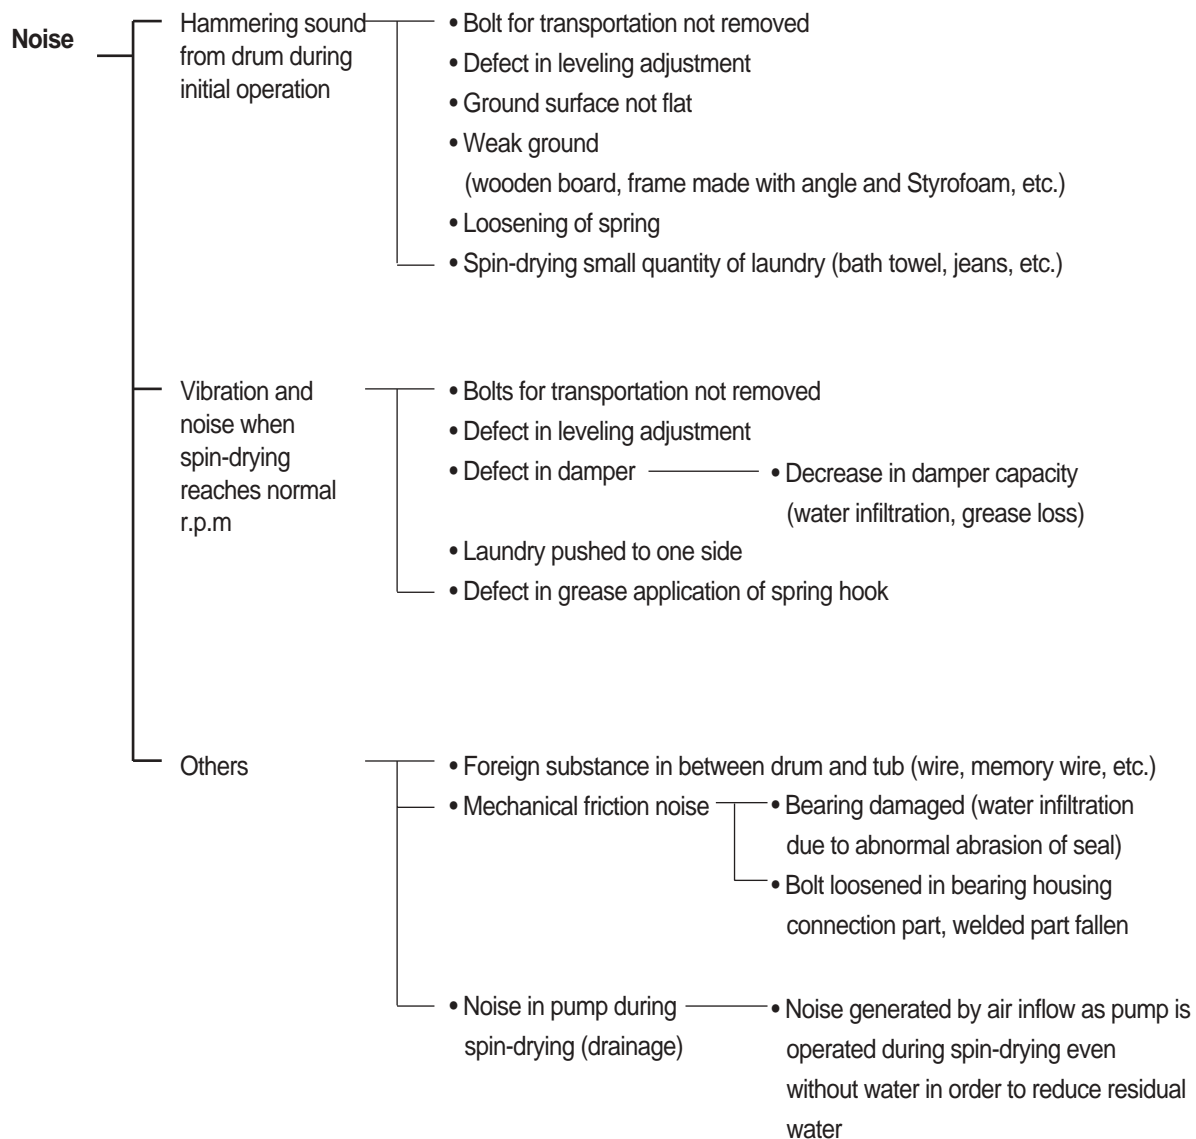 Noise
Hammering sound
from drum during
initial operation
• Bolt for transportation not removed
• Defect in leveling adjustment
• Ground surface not flat
• Weak ground
(wooden board, frame made with angle and Styrofoam, etc.)
• Loosening of spring
• Spin-drying small quantity of laundry (bath towel, jeans, etc.)
Vibration and
noise when
spin-drying
reaches normal
r.p.m
• Bolts for transportation not removed
• Defect in leveling adjustment
• Defect in damper
• Decrease in damper capacity
(water infiltration, grease loss)
• Laundry pushed to one side
• Defect in grease application of spring hook
Others
• Foreign substance in between drum and tub (wire, memory wire, etc.)
• Mechanical friction noise
• Bearing damaged (water infiltration
due to abnormal abrasion of seal)
• Bolt loosened in bearing housing
connection part, welded part fallen
• Noise in pump during
spin-drying (drainage)
• Noise generated by air inflow as pump is
operated during spin-drying even
without water in order to reduce residual
water